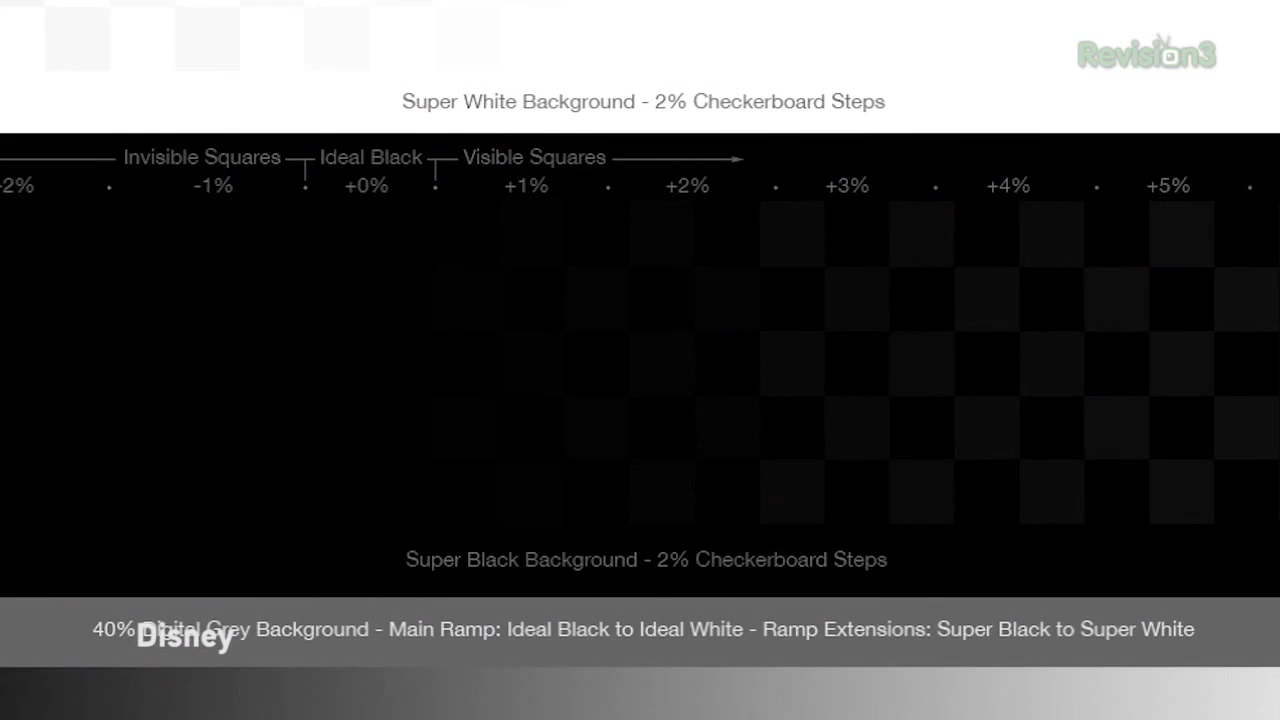 Revision3
Super White Background - 2% Checkerboard Steps
Invisible Squares Ideal Black Visible Squares
-2% -1% +0% +1% +2% +3% +4% +5%
Super Black Background - 2% Checkerboard Steps
40% Digital Grey Background - Main Ramp: Ideal Black to Ideal White - Ramp Extensions: Super Black to Super White
Disney